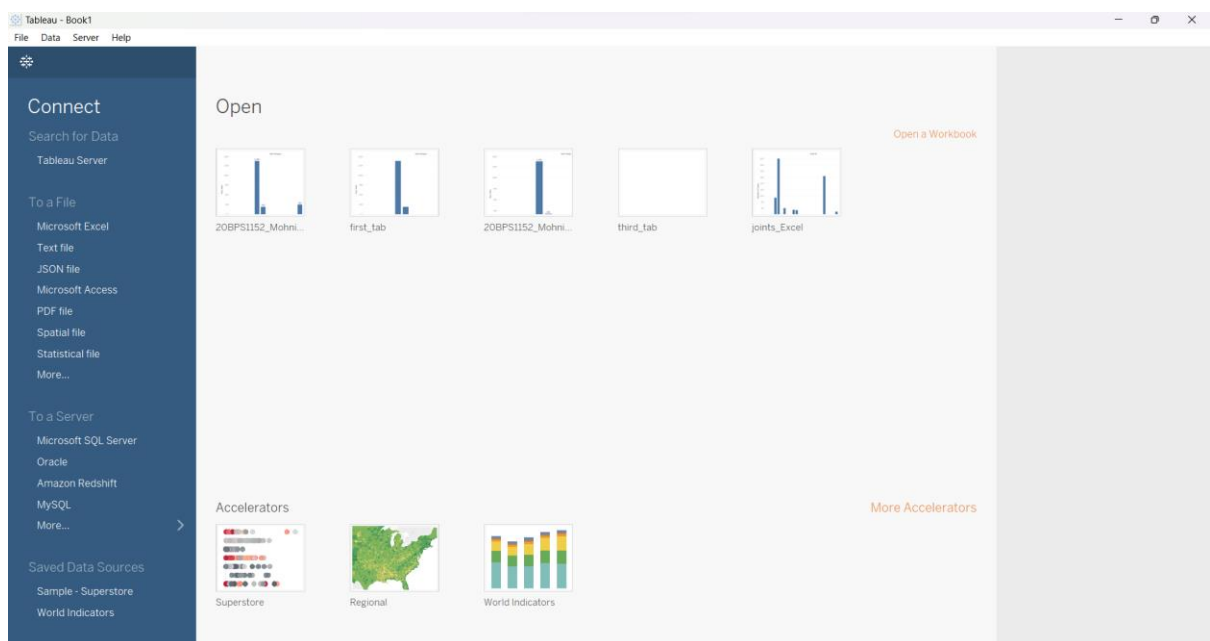 Tableau - Book1
File Data Server Help
Connect
Search for Data
Tableau Server
To a File
Microsoft Excel
Text file
JSON file
Microsoft Access
PDF file
Spatial file
Statistical file
More...
To a Server
Microsoft SQL Server
Oracle
Amazon Redshift
MySQL
More...
Saved Data Sources
Sample - Superstore
World Indicators
Open
Open a Workbook
20BPS1152_Mohni...
first_tab
20BPS1152_Mohni...
third_tab
joints_Excel
Accelerators
More Accelerators
Superstore
Regional
World Indicators